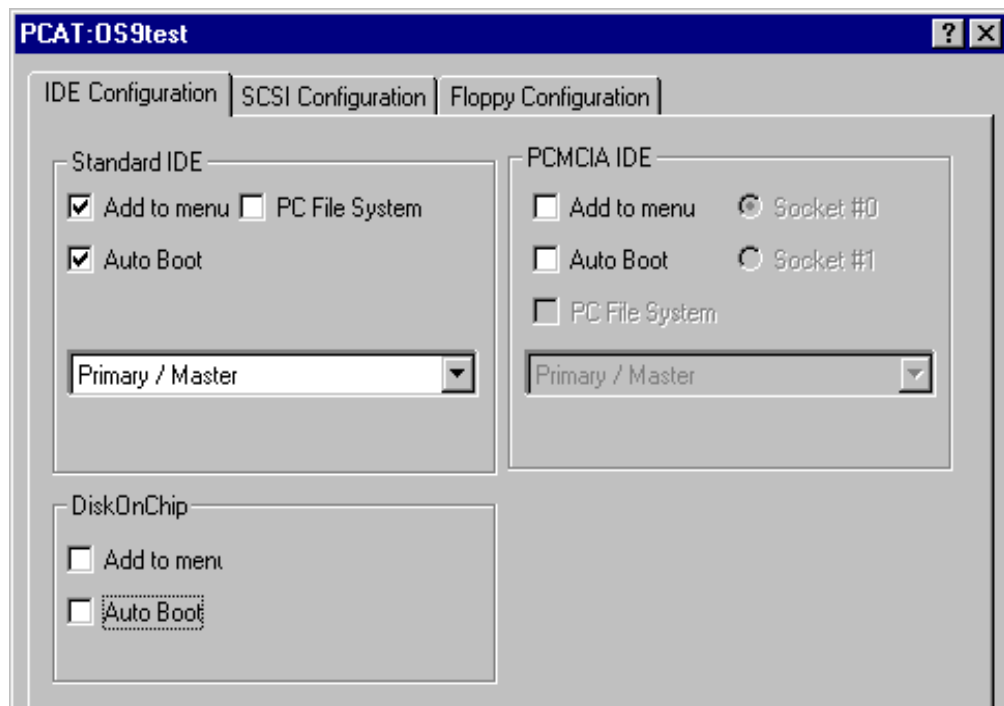 PCAT:OS9test
IDE Configuration
SCSI Configuration
Floppy Configuration
Standard IDE
Add to menu
PC File System
Auto Boot
Primary / Master
PCMCIA IDE
Add to menu
Socket #0
Auto Boot
Socket #1
PC File System
Primary / Master
DiskOnChip
Add to menu
Auto Boot